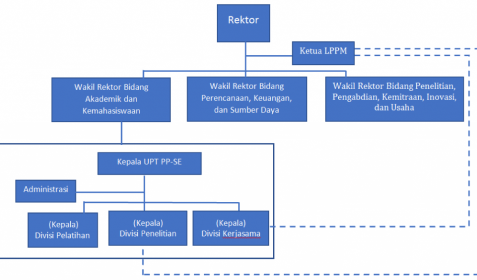 Rektor
Ketua LPPM
Wakil Rektor Bidang
Akademik dan
Kemahasiswaan
Wakil Rektor Bidang
Perencanaan, Keuangan,
dan Sumber Daya
Wakil Rektor Bidang Penelitian,
Pengabdian, Kemitraan, Inovasi,
dan Usaha
Kepala UPT PP-SE
Administrasi
(Kepala)
Divisi Pelatihan
(Kepala)
Divisi Penelitian
(Kepala)
Divisi Kerjasama